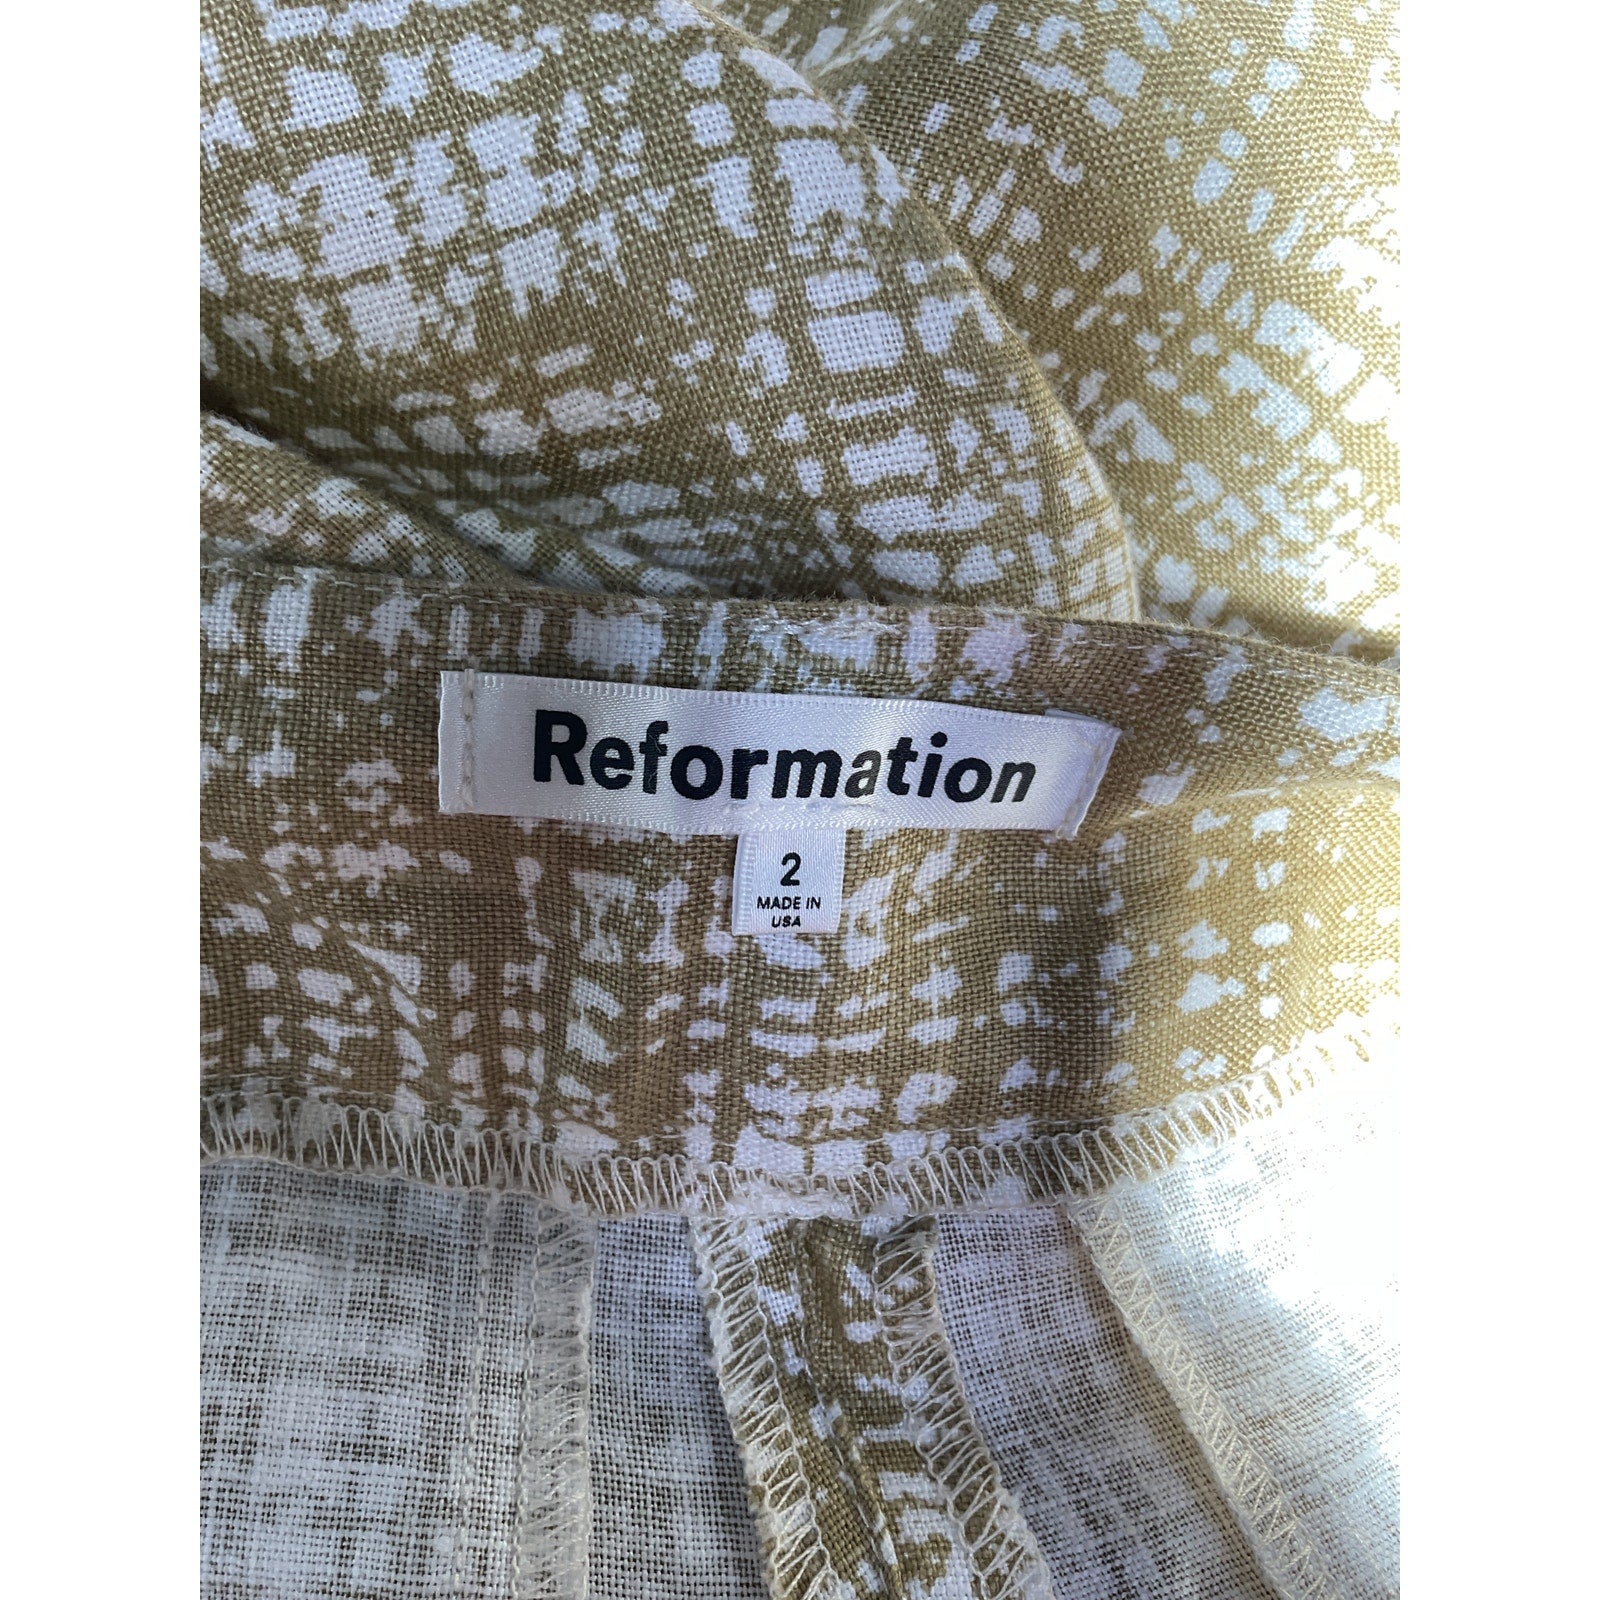 Reformation
2
MADE IN
USA